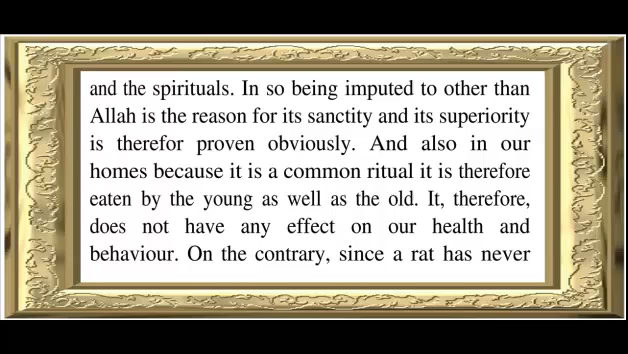 and the spirituals. In so being imputed to other than
Allah is the reason for its sanctity and its superiority
is therefor proven obviously. And also in our
homes because it is a common ritual it is therefore
eaten by the young as well as the old. It, therefore,
does not have any effect on our health and
behaviour. On the contrary, since a rat has never